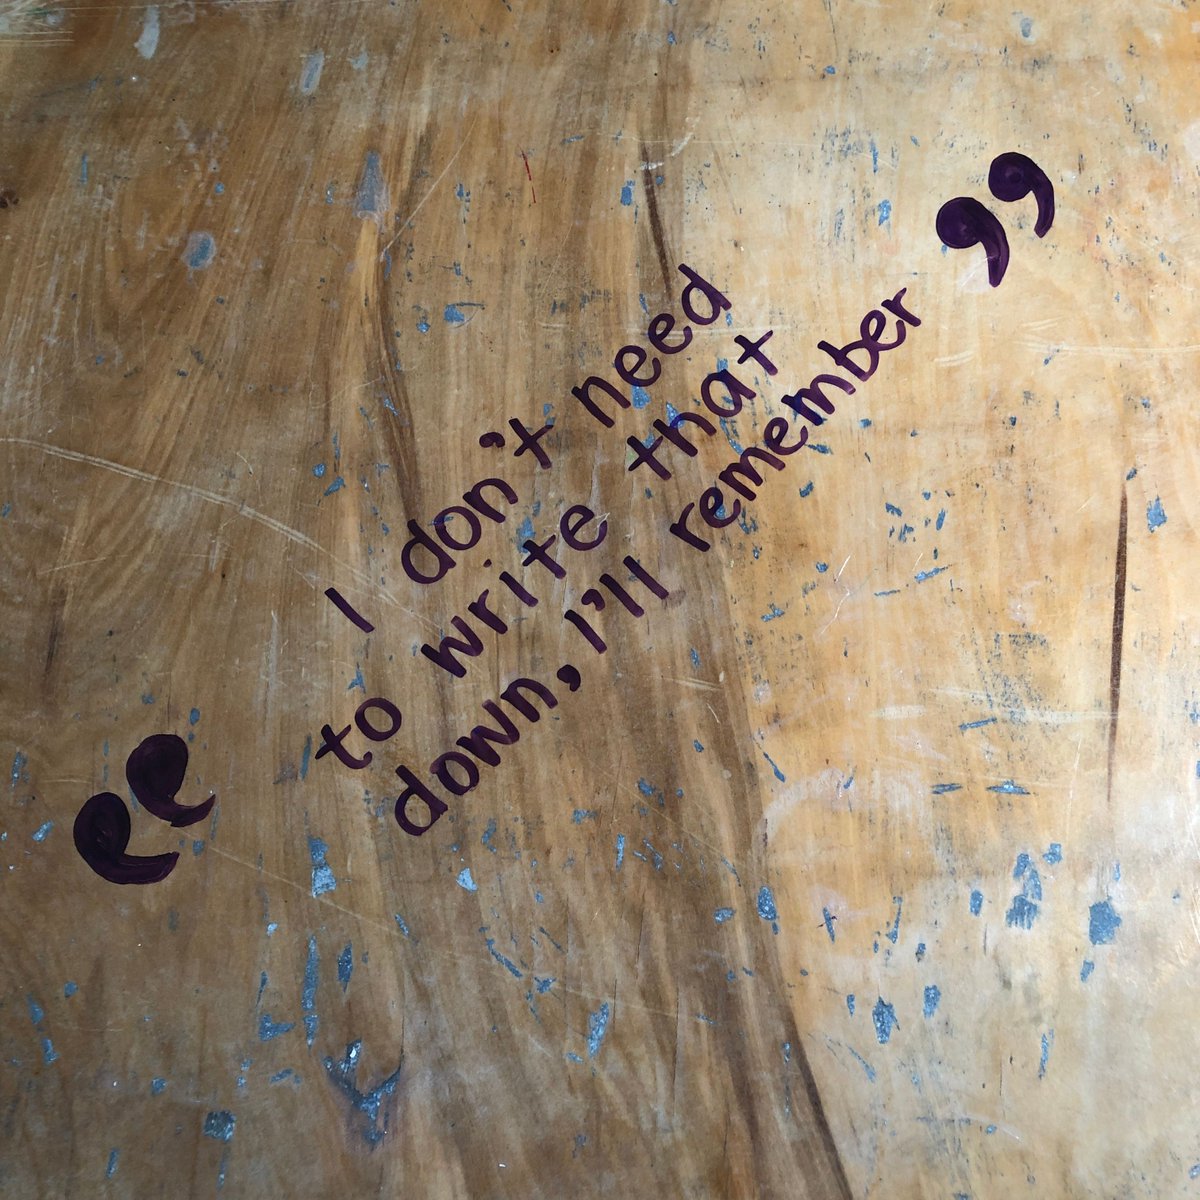 “ I don't need
to write that
down, I'll remember ”